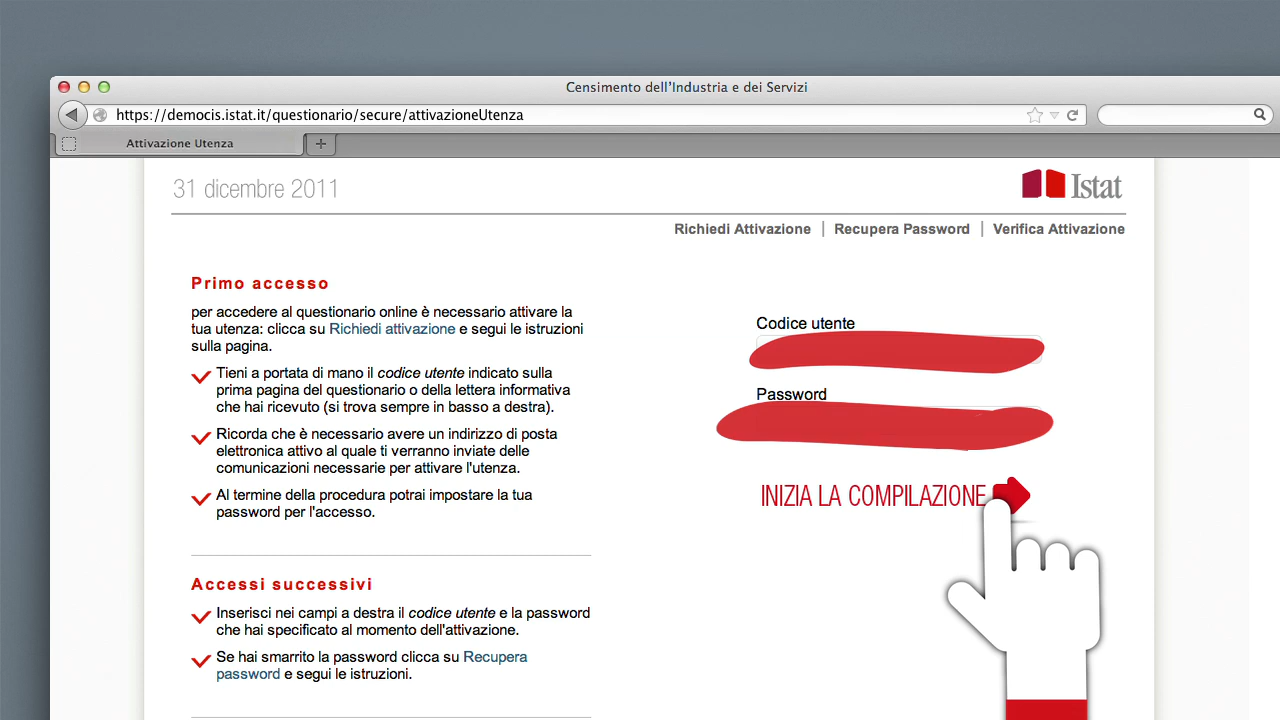 Censimento dell'Industria e dei Servizi
https://democis.istat.it/questionario/secure/attivazioneUtenza
Attivazione Utenza
31 dicembre 2011
Istat
Richiedi Attivazione | Recupera Password | Verifica Attivazione
Primo accesso
per accedere al questionario online è necessario attivare la
tua utenza: clicca su Richiedi attivazione e segui le istruzioni
sulla pagina.
Tieni a portata di mano il codice utente indicato sulla
prima pagina del questionario o della lettera informativa
che hai ricevuto (si trova sempre in basso a destra).
Ricorda che è necessario avere un indirizzo di posta
elettronica attivo al quale ti verranno inviate delle
comunicazioni necessarie per attivare l'utenza.
Al termine della procedura potrai impostare la tua
password per l'accesso.
Accessi successivi
Inserisci nei campi a destra il codice utente e la password
che hai specificato al momento dell'attivazione.
Se hai smarrito la password clicca su Recupera
password e segui le istruzioni.
Codice utente
Password
INIZIA LA COMPILAZIONE